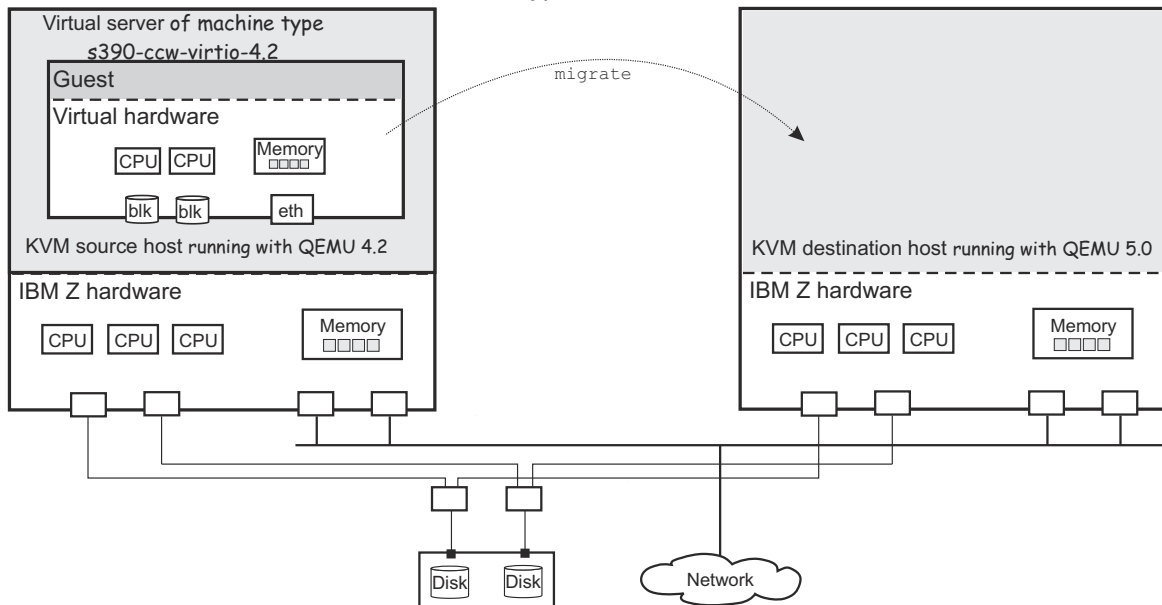 Virtual server of machine type
s390-ccw-virtio-4.2
Guest
Virtual hardware
CPU CPU Memory
blk blk eth
KVM source host running with QEMU 4.2
IBM Z hardware
CPU CPU CPU Memory
migrate
KVM destination host running with QEMU 5.0
IBM Z hardware
CPU CPU CPU Memory
Disk Disk
Network